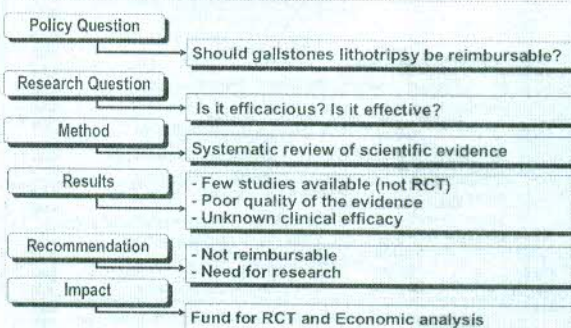 Policy Question
Should gallstones lithotripsy be reimbursable?
Research Question
Is it efficacious? Is it effective?
Method
Systematic review of scientific evidence
Results
- Few studies available (not RCT)
- Poor quality of the evidence
- Unknown clinical efficacy
Recommendation
- Not reimbursable
- Need for research
Impact
Fund for RCT and Economic analysis